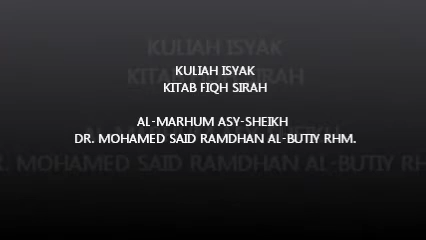 KULIAH ISYAK
KITAB FIQH SIRAH
AL-MARHUM ASY-SHEIKH
DR. MOHAMED SAID RAMDHAN AL-BUTIY RHM.